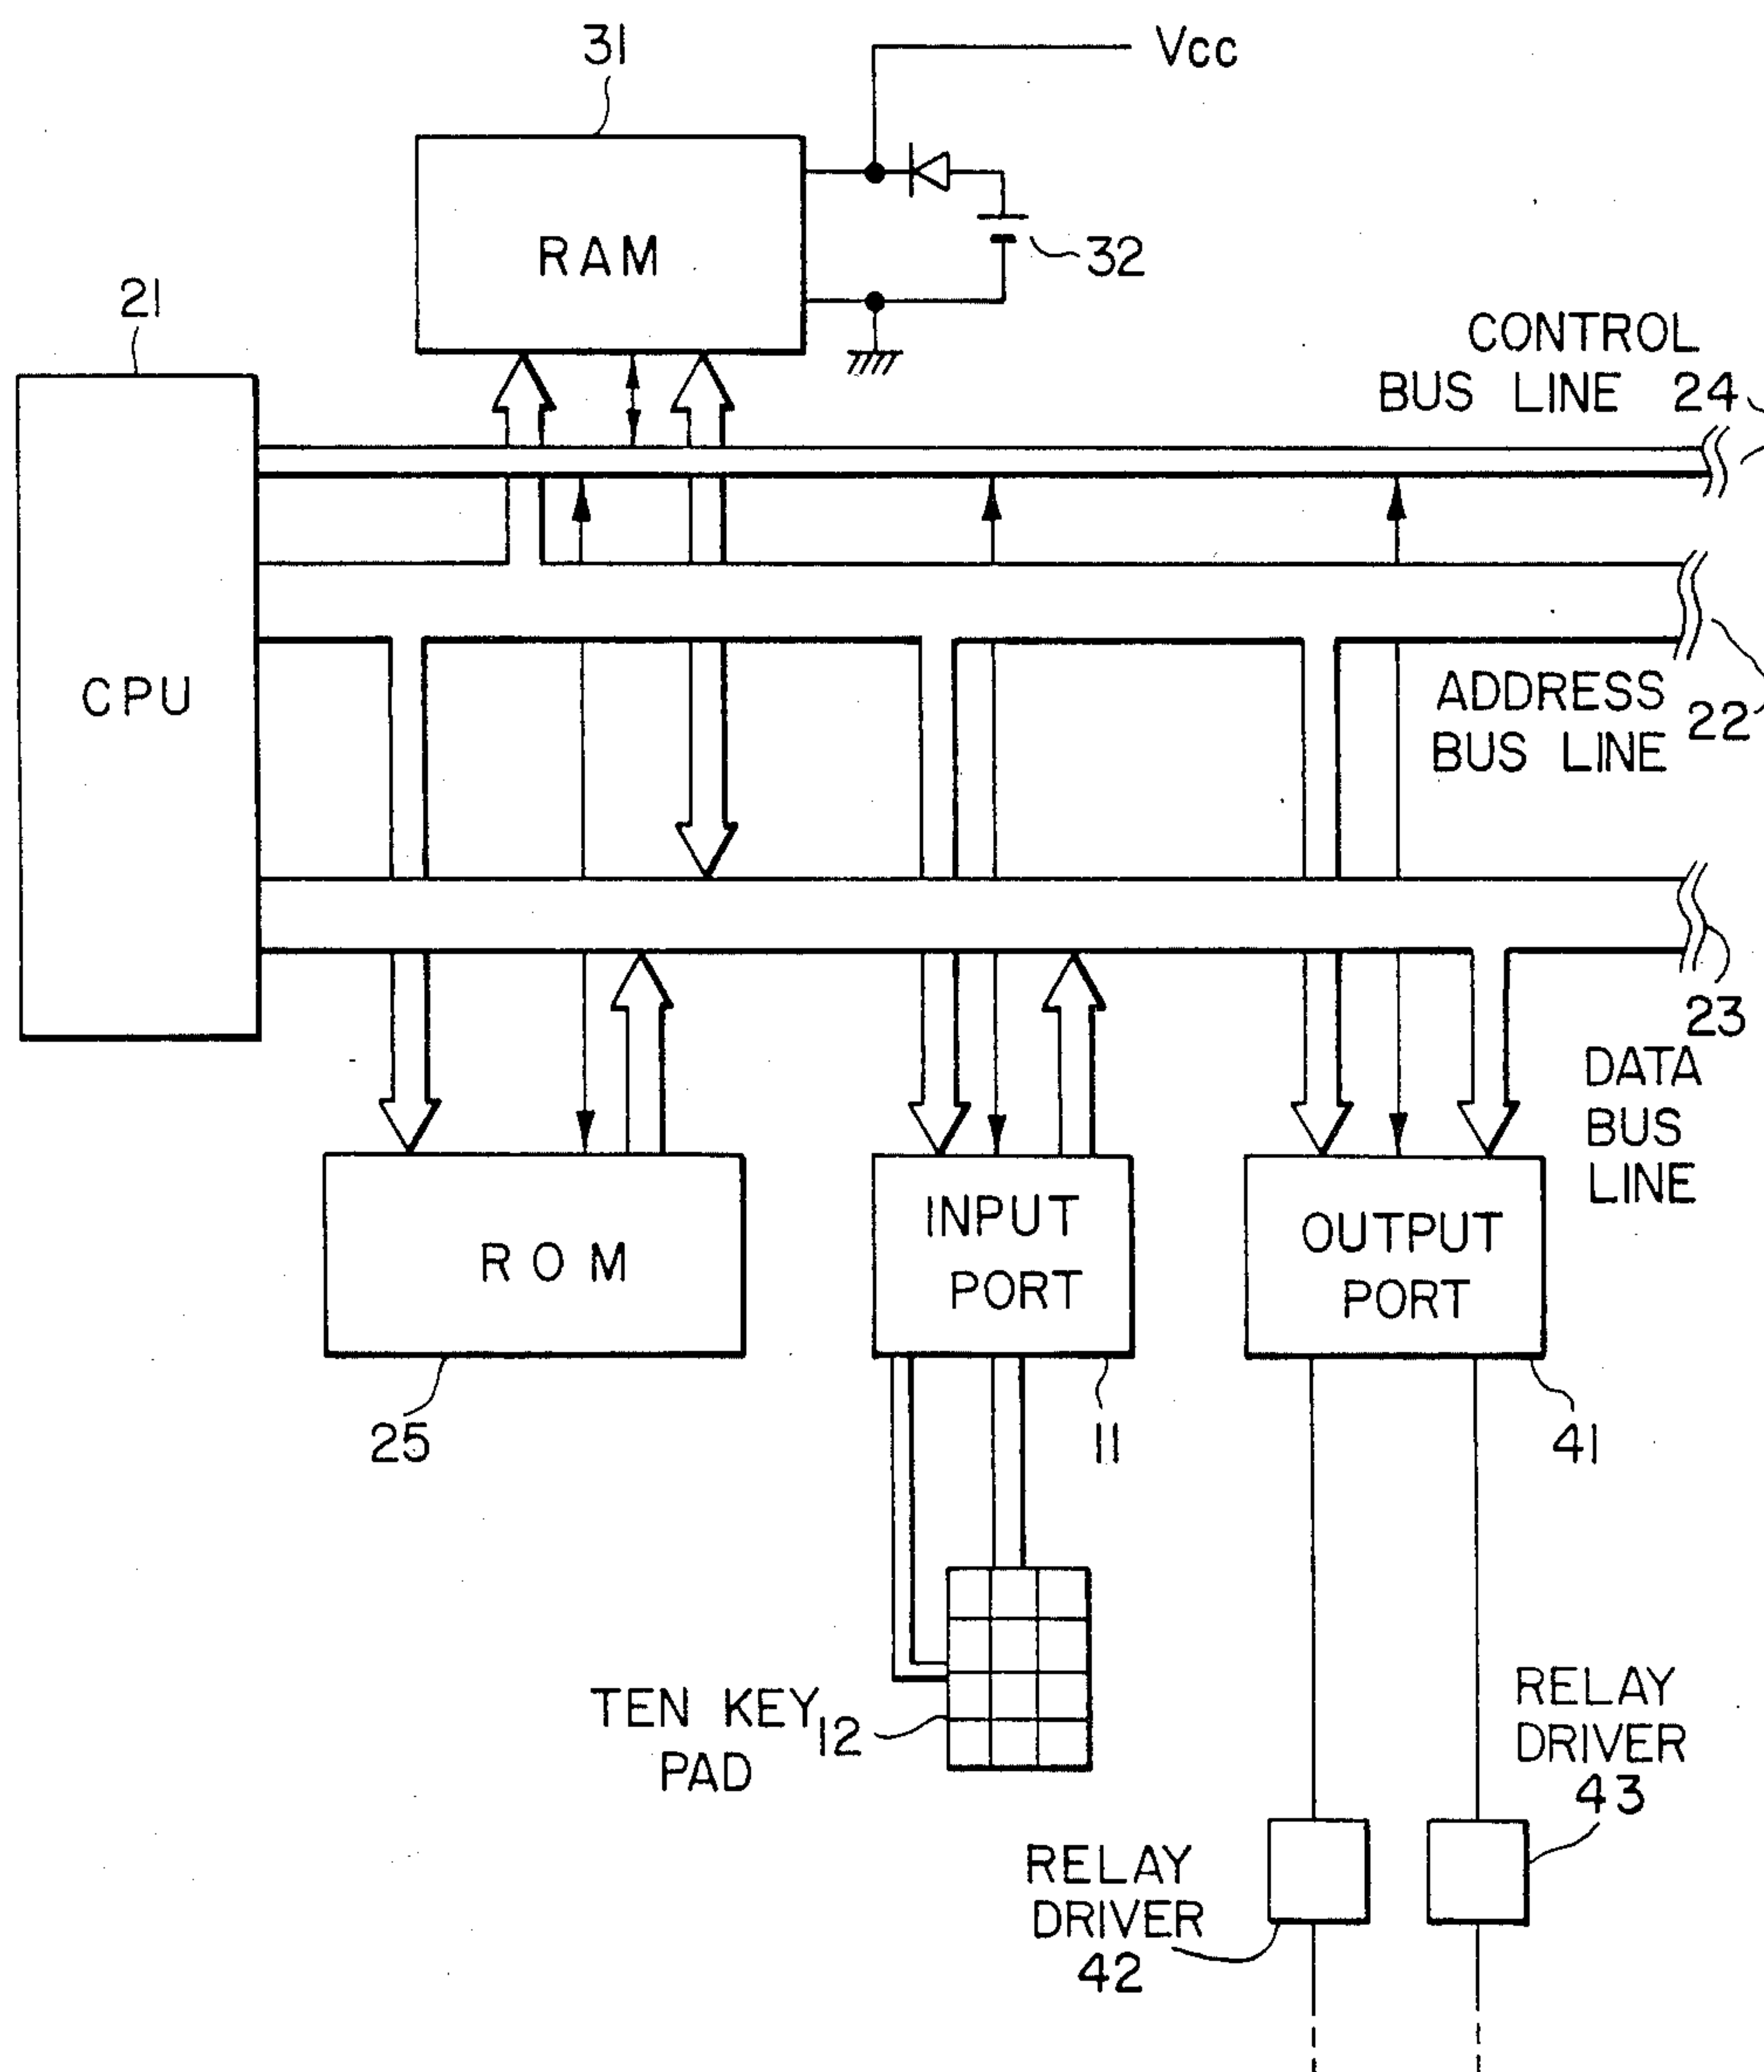 31
Vcc
RAM
32
21
CONTROL
BUS LINE 24
CPU
ADDRESS
BUS LINE 22
23
DATA
BUS
LINE
ROM
INPUT
PORT
OUTPUT
PORT
25
11
41
TEN KEY 12
PAD
RELAY
DRIVER
43
RELAY
DRIVER
42